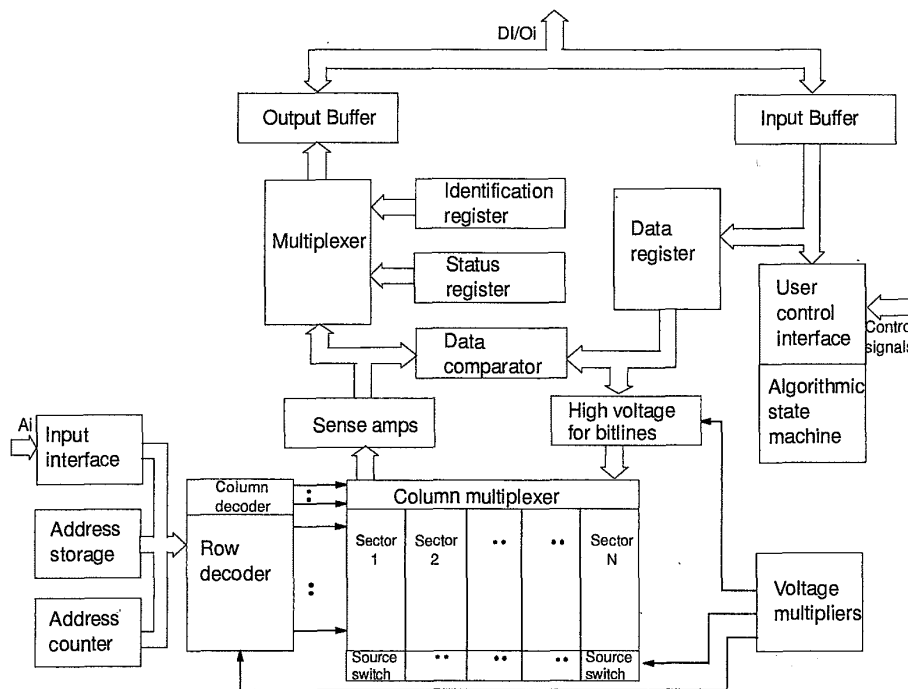 DI/Oi
Output Buffer
Input Buffer
Identification
register
Multiplexer
Data
register
Status
register
User
control
interface
Control
signals
Data
comparator
Algorithmic
state
machine
Ai
Input
interface
Sense amps
High voltage
for bitlines
Column
decoder
Column multiplexer
Address
storage
Row
decoder
Sector
1
Sector
2
Sector
N
Voltage
multipliers
Address
counter
Source
switch
Source
switch